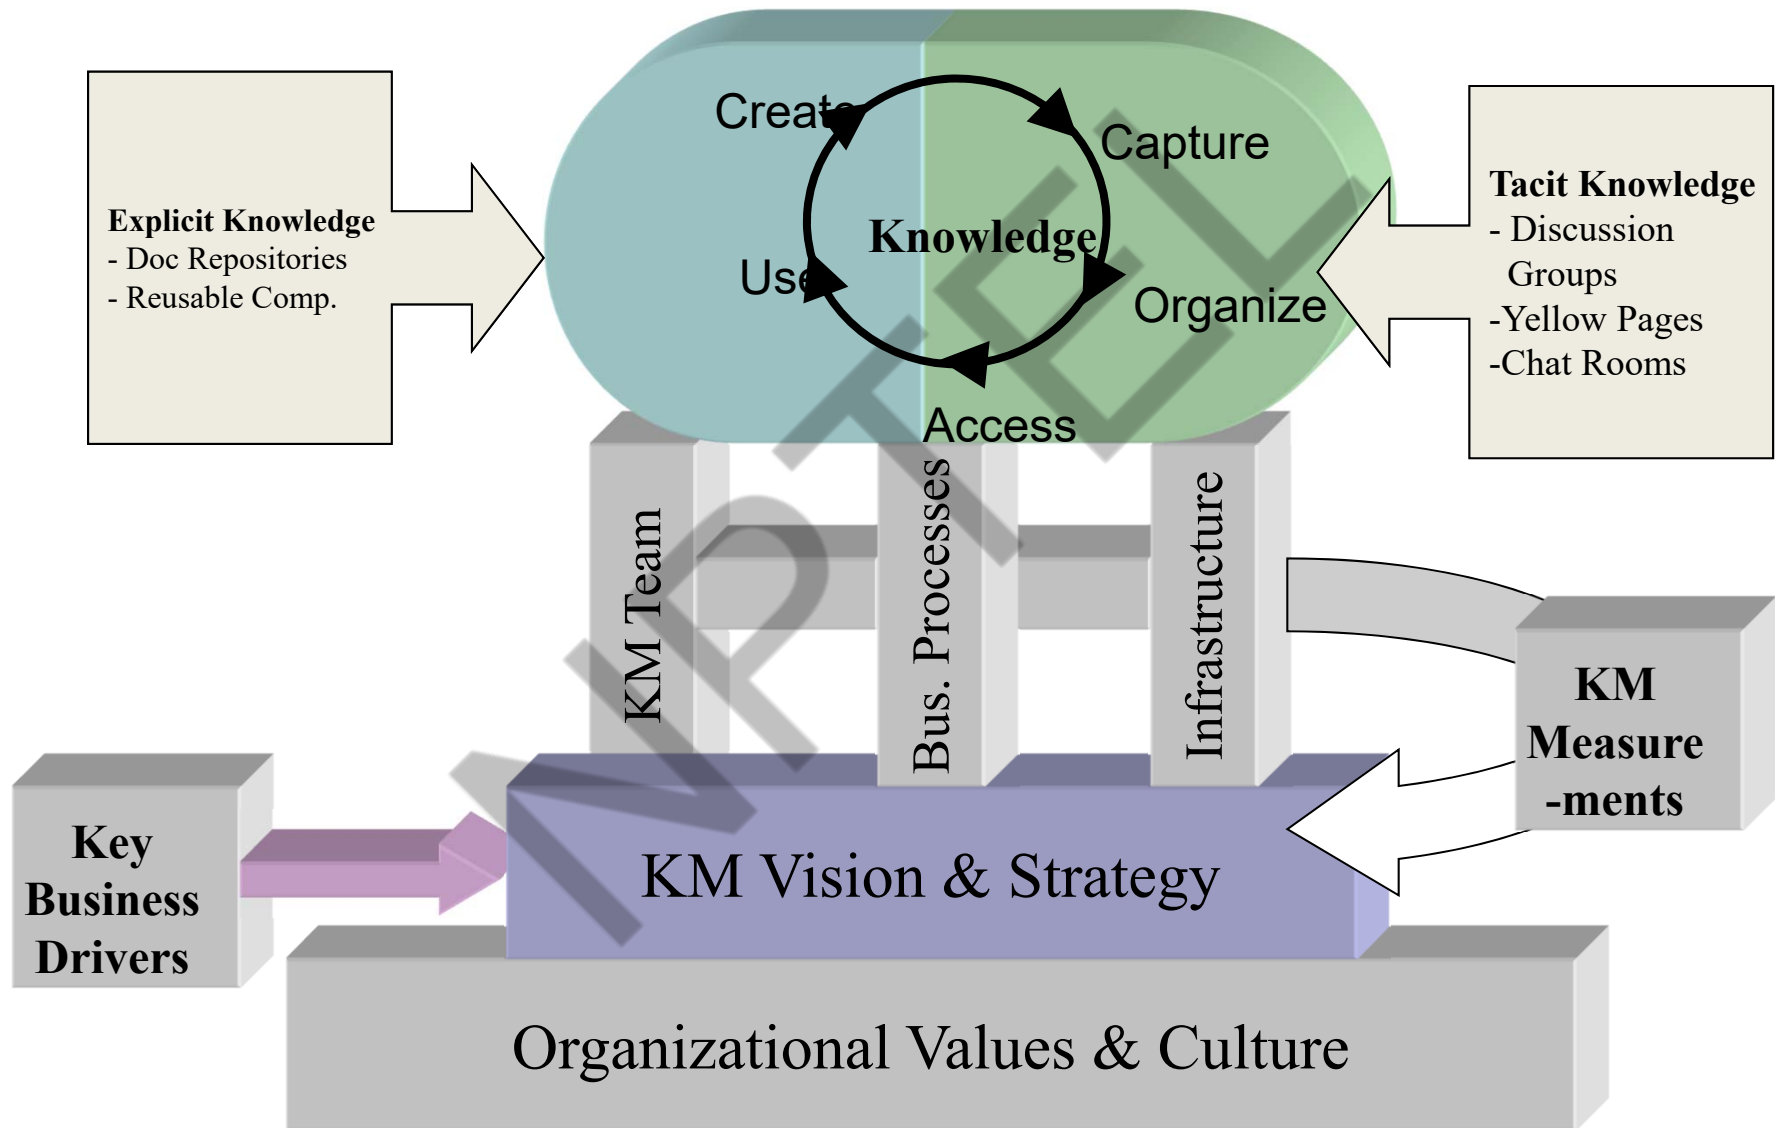 Create
Capture
Knowledge
Use
Organize
Access
Explicit Knowledge
- Doc Repositories
- Reusable Comp.
Tacit Knowledge
- Discussion
Groups
-Yellow Pages
-Chat Rooms
KM Team
Bus. Processes
Infrastructure
KM
Measure
-ments
Key
Business
Drivers
KM Vision & Strategy
Organizational Values & Culture
NPTEL